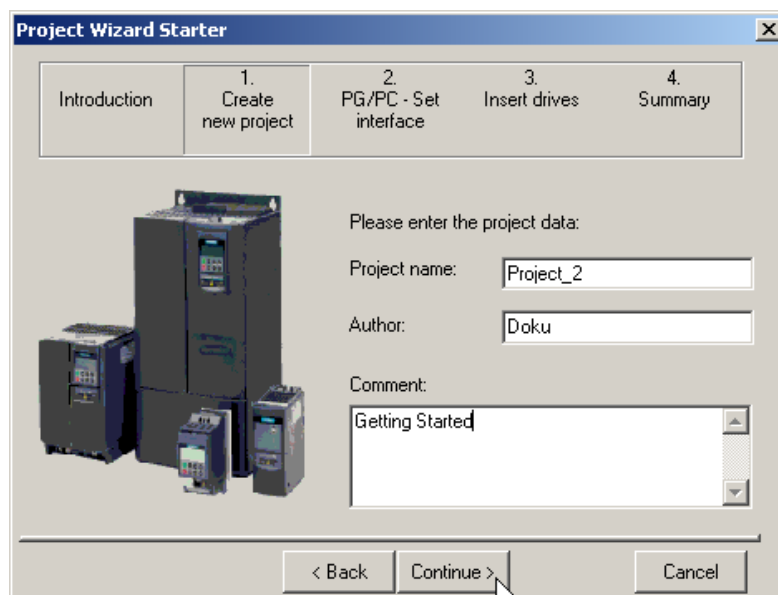 Project Wizard Starter
Introduction
1.
Create
new project
2.
PG/PC - Set
interface
3.
Insert drives
4.
Summary
Please enter the project data:
Project name:
Project_2
Author:
Doku
Comment:
Getting Started
< Back
Continue >
Cancel